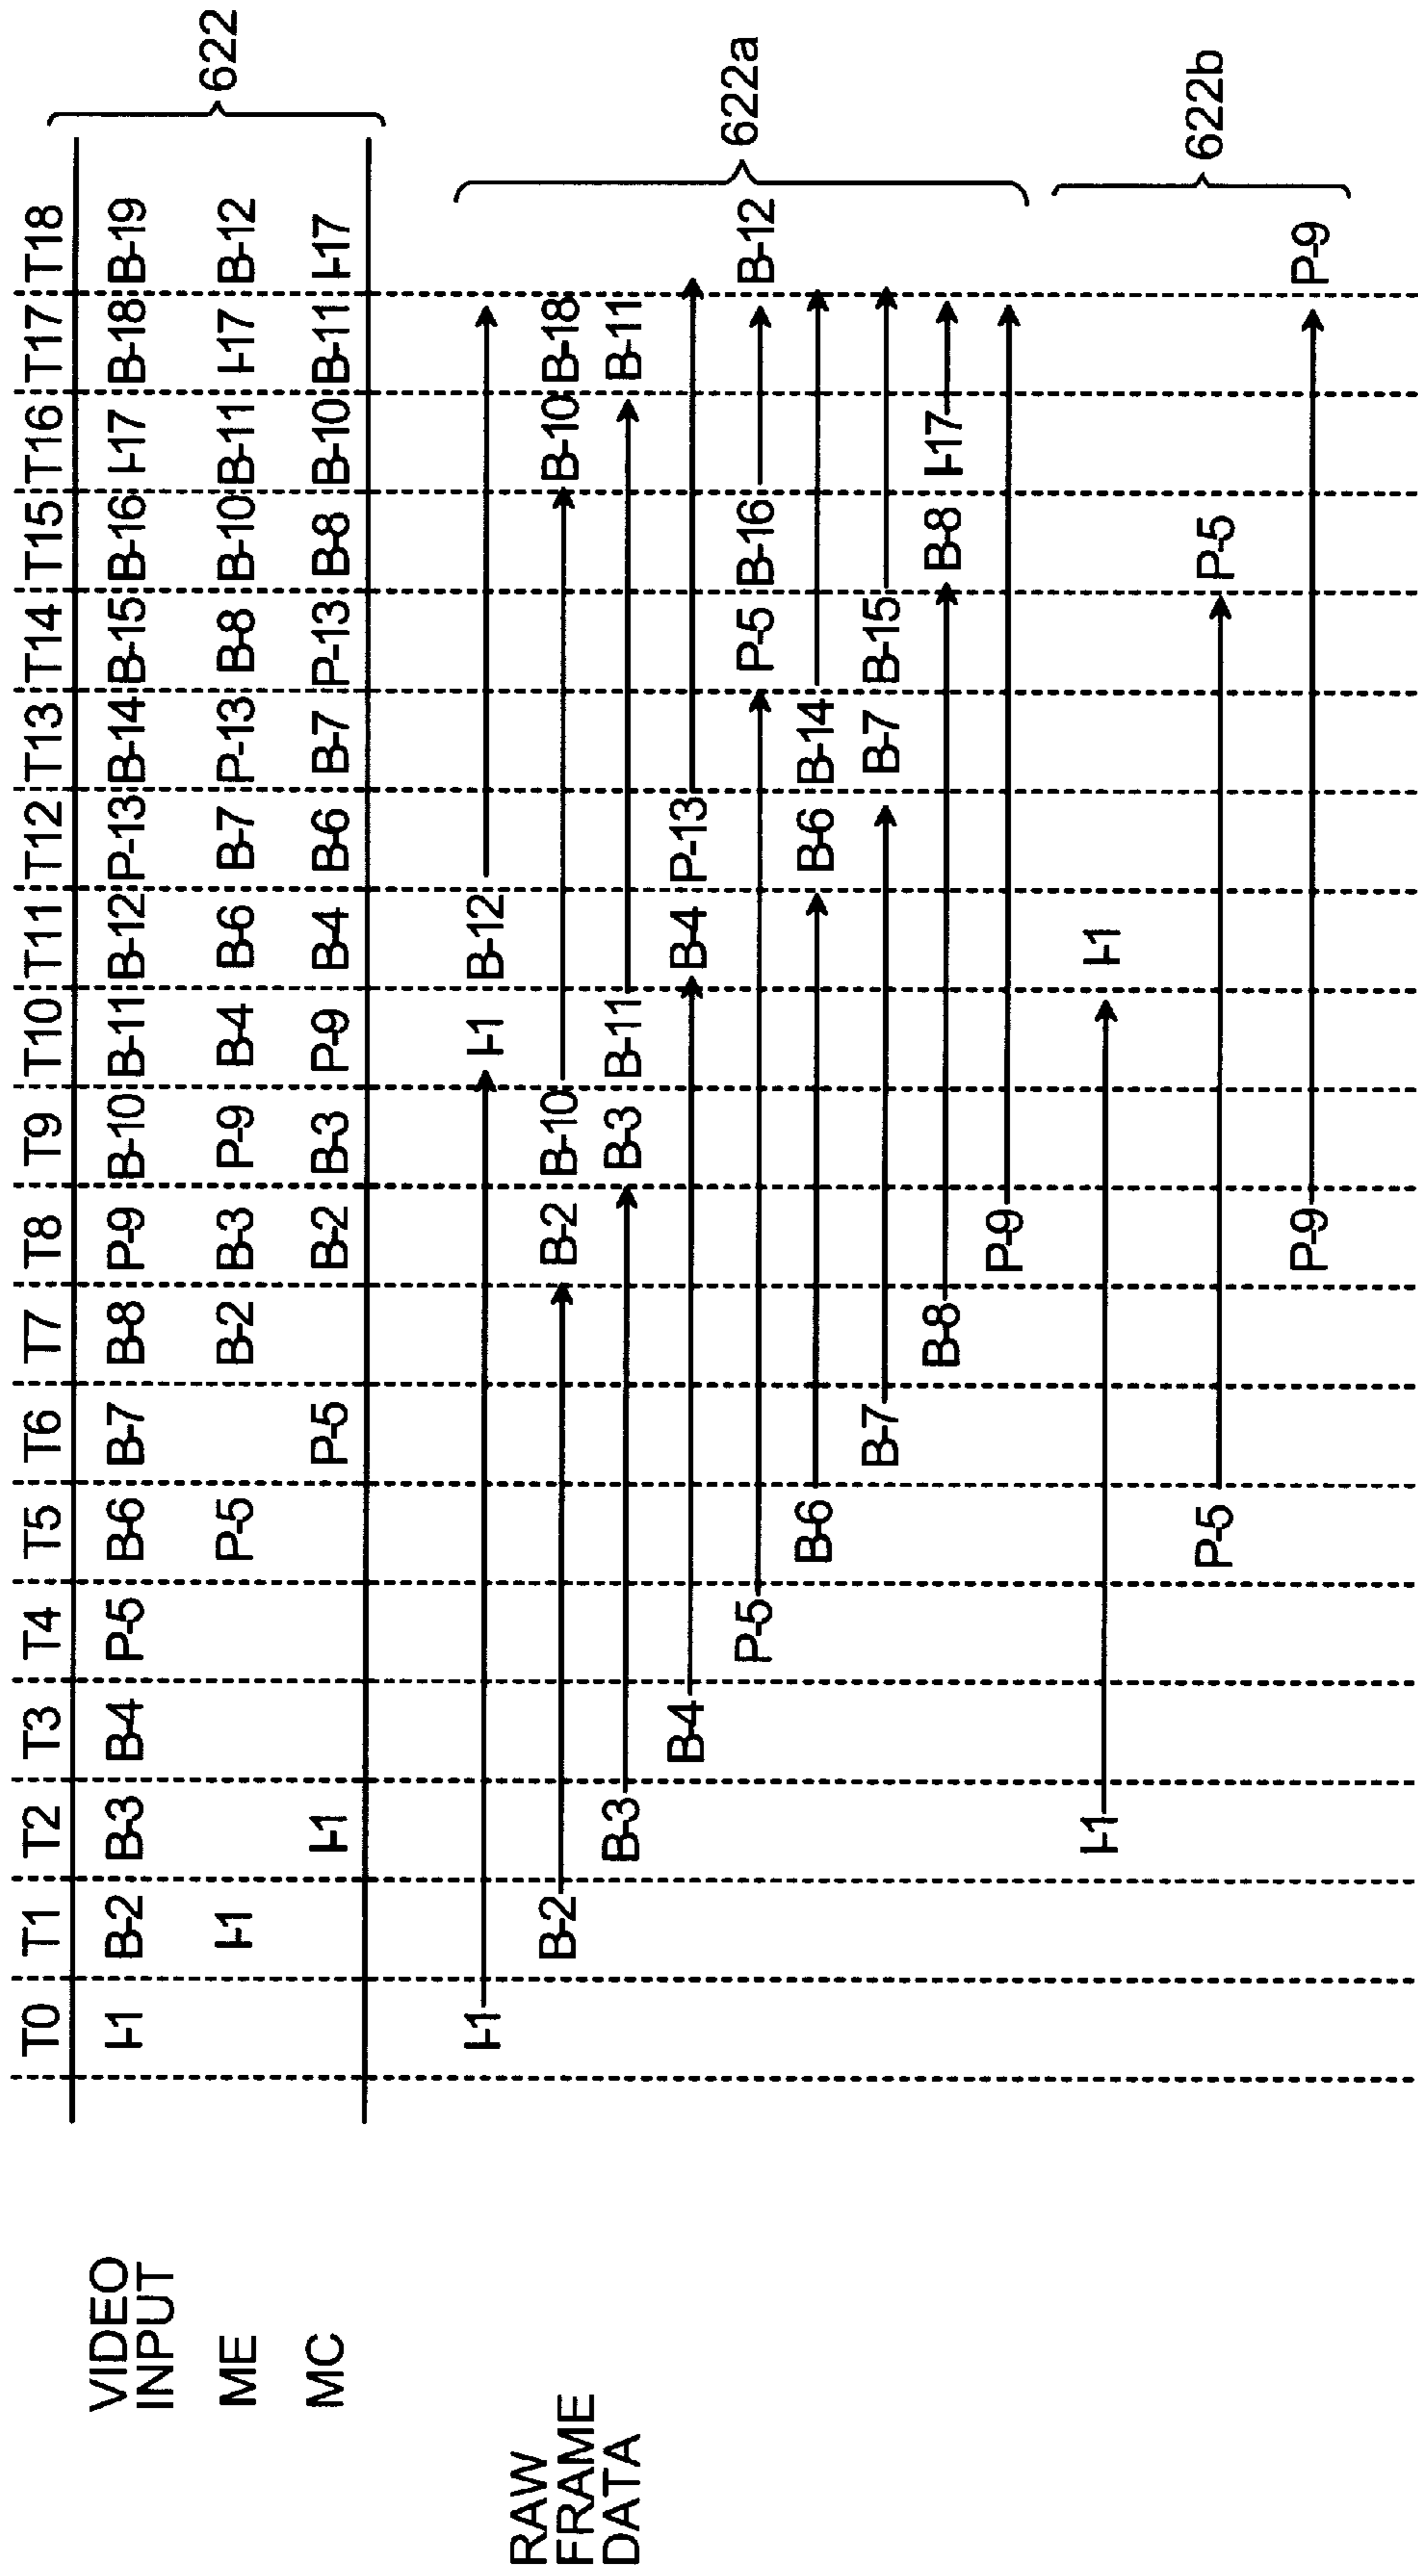 T0 T1 T2 T3 T4 T5 T6 T7 T8 T9 T10 T11 T12 T13 T14 T15 T16 T17 T18
VIDEO INPUT I-1 B-2 B-3 B-4 P-5 B-6 B-7 B-8 P-9 B-10 B-11 B-12 P-13 B-14 B-15 B-16 I-17 B-18 B-19
622
ME I-1 P-5 B-2 B-3 P-9 B-4 B-6 B-7 P-13 B-8 B-10 B-11 I-17 B-12
MC I-1 P-5 B-2 B-3 P-9 B-4 B-6 B-7 P-13 B-8 B-10 B-11 I-17
RAW
FRAME
DATA
I-1 I-1 B-12
B-2 B-2 B-10 B-10 B-18
B-3 B-3 B-11 B-11
B-4 B-4 P-13
622a
P-5 P-5 B-16 B-12
B-6 B-6 B-14
B-7 B-7 B-15
B-8 B-8 I-17
P-9
I-1 I-1
622b
P-5 P-5
P-9 P-9